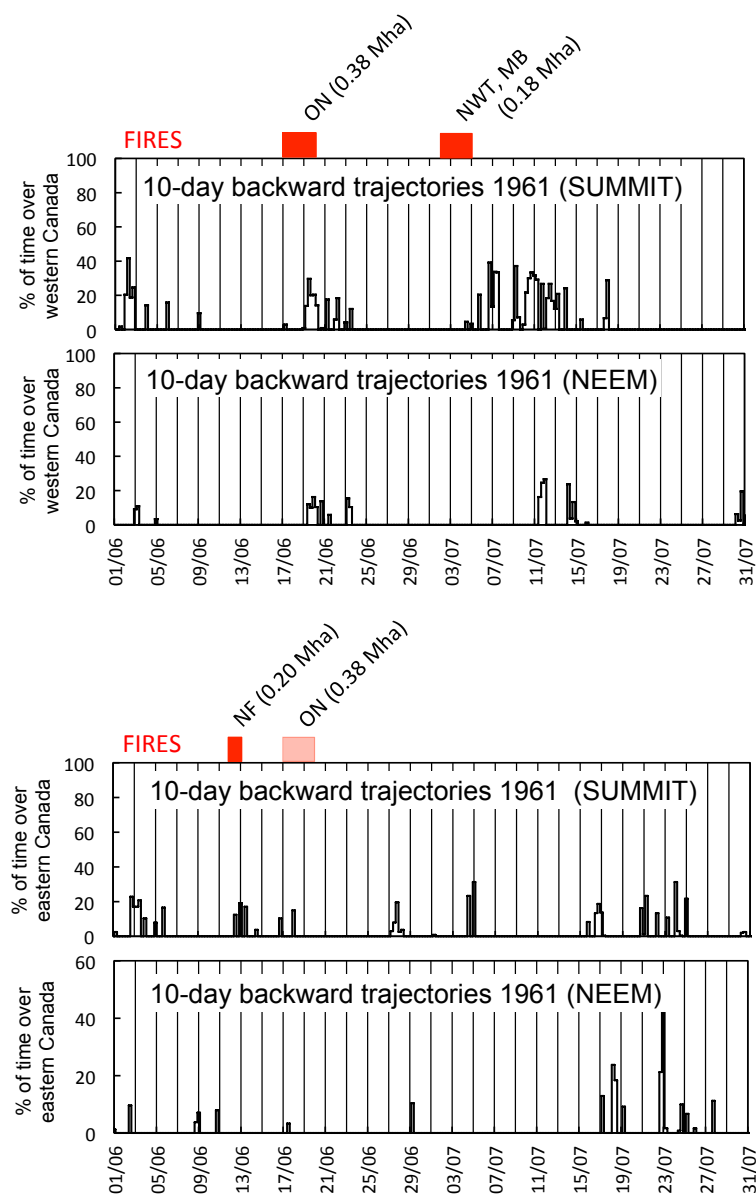 ON (0.38 Mha)
NWT, MB
(0.18 Mha)
FIRES
10-day backward trajectories 1961 (SUMMIT)
% of time over
western Canada
100
80
60
40
20
0
10-day backward trajectories 1961 (NEEM)
% of time over
western Canada
100
80
60
40
20
0
01/06 05/06 09/06 13/06 17/06 21/06 25/06 29/06 03/07 07/07 11/07 15/07 19/07 23/07 27/07 31/07
NF (0.20 Mha)
ON (0.38 Mha)
FIRES
10-day backward trajectories 1961 (SUMMIT)
% of time over
eastern Canada
100
80
60
40
20
0
10-day backward trajectories 1961 (NEEM)
% of time over
eastern Canada
60
40
20
0
01/06 05/06 09/06 13/06 17/06 21/06 25/06 29/06 03/07 07/07 11/07 15/07 19/07 23/07 27/07 31/07